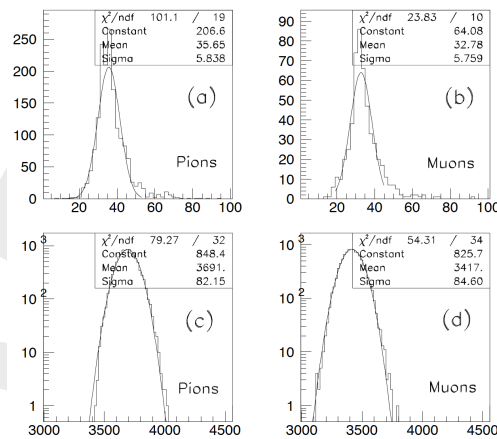 χ²/ndf 101.1 / 19
Constant 206.6
Mean 35.65
Sigma 5.838
(a)
Pions
250
200
150
100
50
0
0 20 40 60 80 100
χ²/ndf 23.83 / 10
Constant 64.08
Mean 32.78
Sigma 5.759
(b)
Muons
90
80
70
60
50
40
30
20
10
0
20 40 60 80 100
χ²/ndf 79.27 / 32
Constant 848.4
Mean 3691.
Sigma 82.15
(c)
Pions
10³
10²
10
1
3000 3500 4000 4500
χ²/ndf 54.31 / 34
Constant 825.7
Mean 3417.
Sigma 84.60
(d)
Muons
10³
10²
10
1
3000 3500 4000 4500